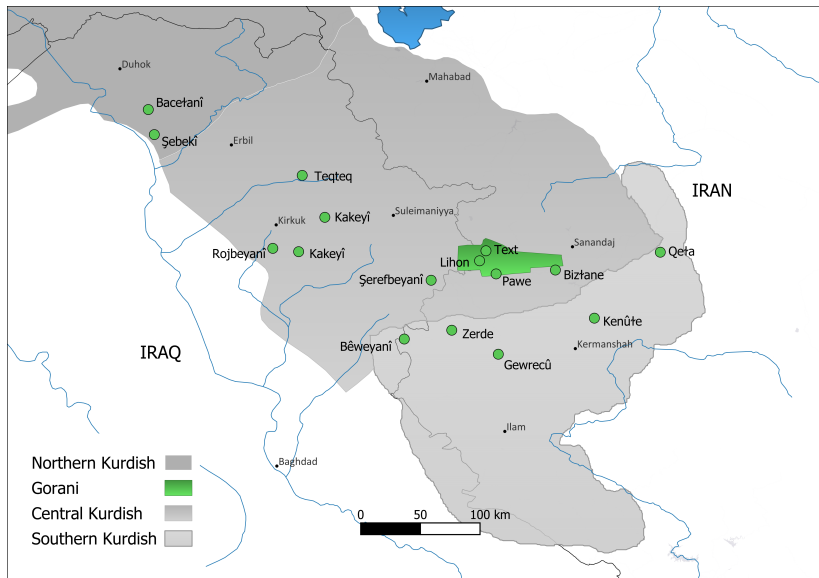 Duhok
Mahabad
Bacełanî
Şebekî
Erbil
Teqteq
IRAN
Kakeyî
Suleimaniyya
Kirkuk
Rojbeyanî
Kakeyî
Text
Sanandaj
Qeła
Lihon
Bizłane
Pawe
Şerefbeyanî
Kenûłe
Zerde
Bêweyanî
Kermanshah
IRAQ
Gewrecû
Ilam
Baghdad
Northern Kurdish
Gorani
Central Kurdish
Southern Kurdish
0 50 100 km